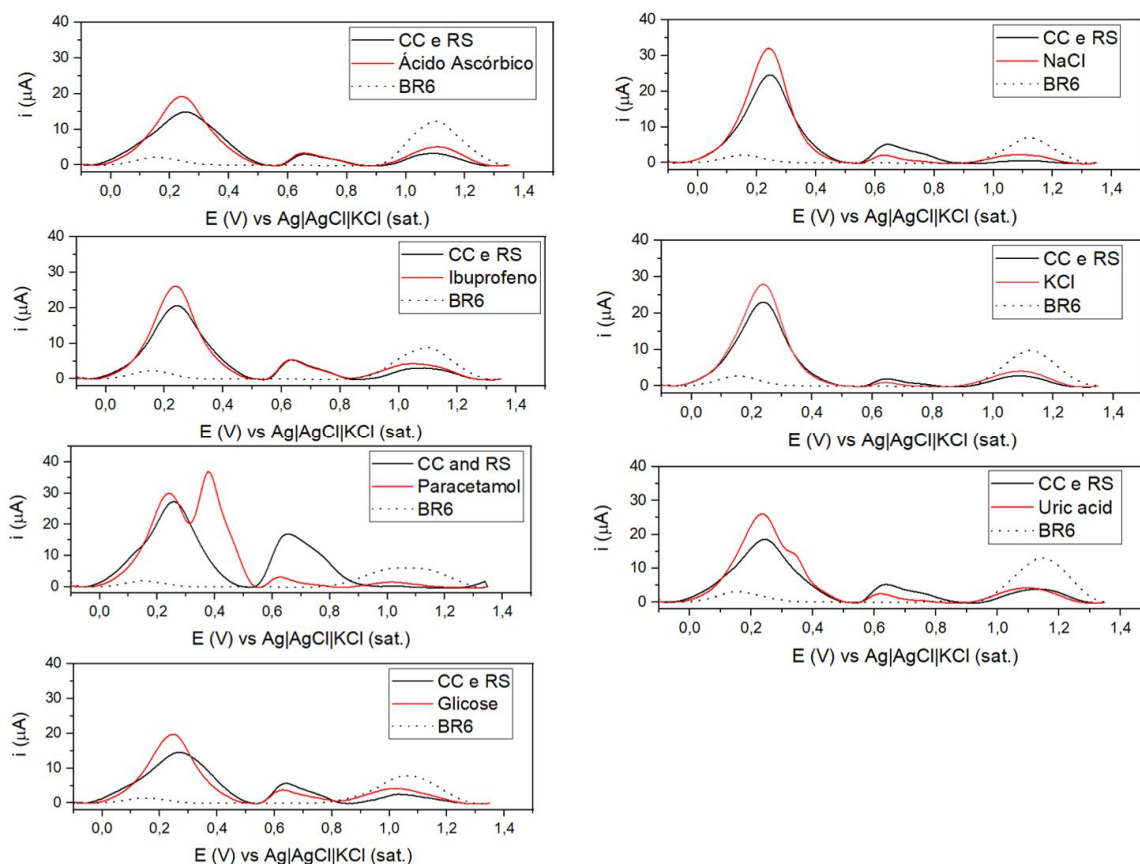 40
30
20
10
0
i (µA)
CC e RS
Ácido Ascórbico
BR6
0,0 0,2 0,4 0,6 0,8 1,0 1,2 1,4
E (V) vs Ag|AgCl|KCl (sat.)
40
30
20
10
0
i (µA)
CC e RS
NaCl
BR6
0,0 0,2 0,4 0,6 0,8 1,0 1,2 1,4
E (V) vs Ag|AgCl|KCl (sat.)
40
30
20
10
0
i (µA)
CC e RS
Ibuprofeno
BR6
0,0 0,2 0,4 0,6 0,8 1,0 1,2 1,4
E (V) vs Ag|AgCl|KCl (sat.)
40
30
20
10
0
i (µA)
CC e RS
KCl
BR6
0,0 0,2 0,4 0,6 0,8 1,0 1,2 1,4
E (V) vs Ag|AgCl|KCl (sat.)
40
30
20
10
0
i (µA)
CC and RS
Paracetamol
BR6
0,0 0,2 0,4 0,6 0,8 1,0 1,2 1,4
E (V) vs Ag|AgCl|KCl (sat.)
40
30
20
10
0
i (µA)
CC e RS
Uric acid
BR6
0,0 0,2 0,4 0,6 0,8 1,0 1,2 1,4
E (V) vs Ag|AgCl|KCl (sat.)
40
30
20
10
0
i (µA)
CC e RS
Glicose
BR6
0,0 0,2 0,4 0,6 0,8 1,0 1,2 1,4
E (V) vs Ag|AgCl|KCl (sat.)